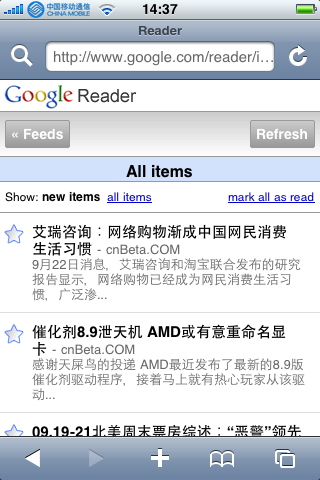 中国移动通信
CHINA MOBILE
14:37
Reader
http://www.google.com/reader/i...
Google Reader
« Feeds
Refresh
All items
Show: new items all items mark all as read
艾瑞咨询：网络购物渐成中国网民消费
生活习惯 - cnBeta.COM
9月22日消息，艾瑞咨询和淘宝联合发布的研究
报告显示，网络购物已经成为网民消费习惯，广泛渗...
催化剂8.9泄天机 AMD或有意重命名显
卡 - cnBeta.COM
感谢天屎鸟的投递 AMD最近发布了最新的8.9版
催化剂驱动程序，接着马上就有热心玩家从该驱
动...
09.19-21北美周末票房综述：“恶警”领先